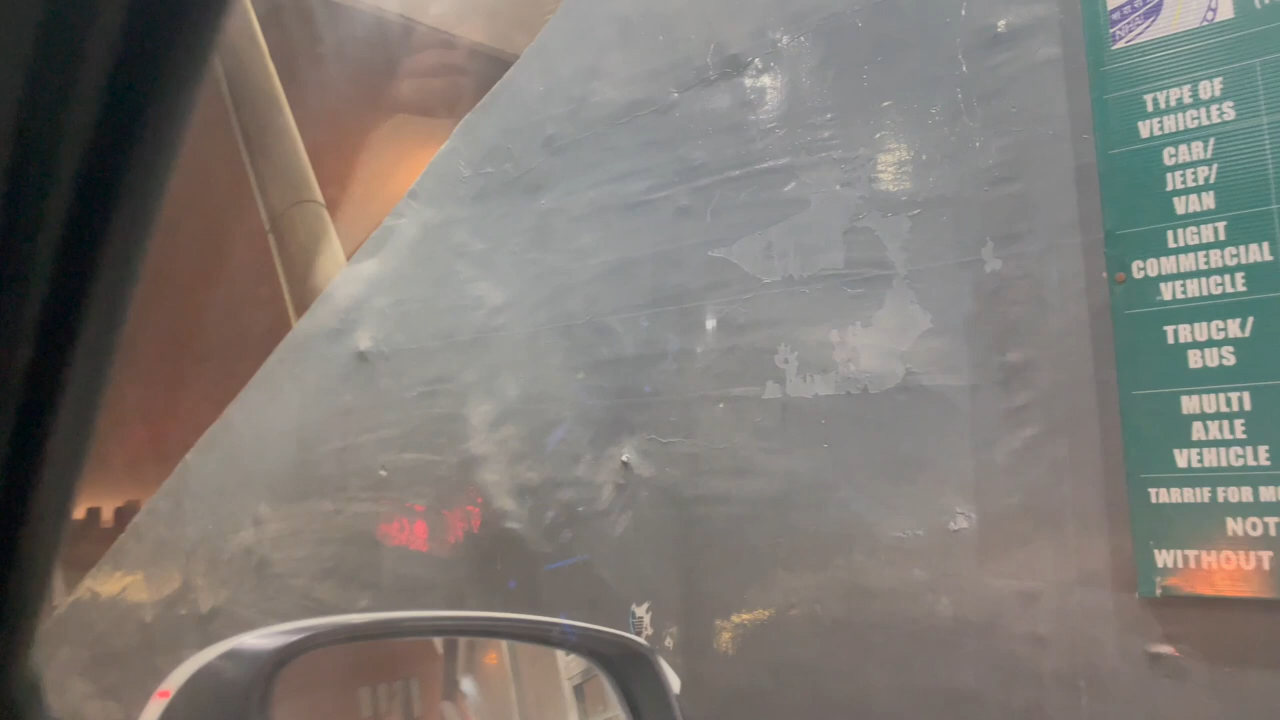 TYPE OF
VEHICLES
CAR/
JEEP/
VAN
LIGHT
COMMERCIAL
VEHICLE
TRUCK/
BUS
MULTI
AXLE
VEHICLE
TARRIF FOR
NOT
WITHOUT